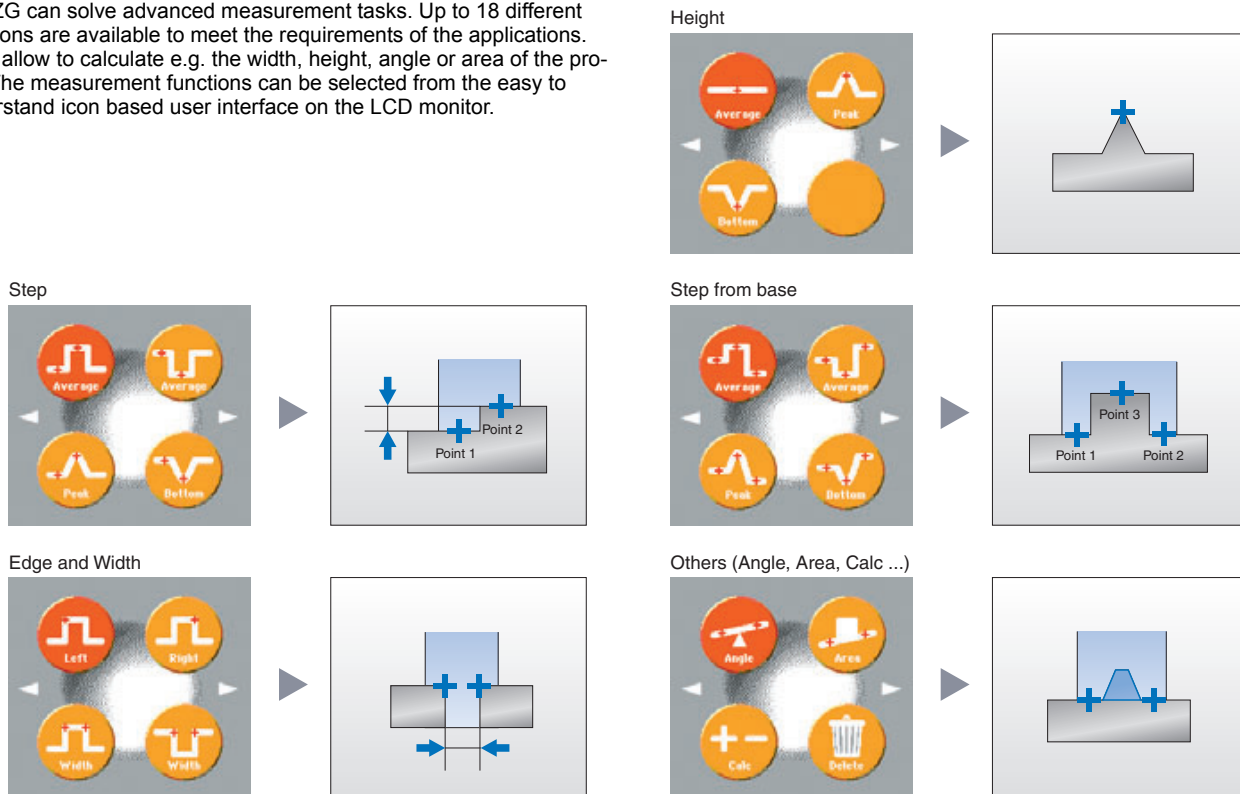 ZG can solve advanced measurement tasks. Up to 18 different
ons are available to meet the requirements of the applications.
allow to calculate e.g. the width, height, angle or area of the pro-
he measurement functions can be selected from the easy to
rstand icon based user interface on the LCD monitor.
Height
Average
Peak
Bottom
Step
Average
Average
Peak
Bottom
Point 1
Point 2
Step from base
Average
Average
Peak
Bottom
Point 3
Point 1
Point 2
Edge and Width
Left
Right
Width
Width
Others (Angle, Area, Calc ...)
Angle
Area
Calc
Delete